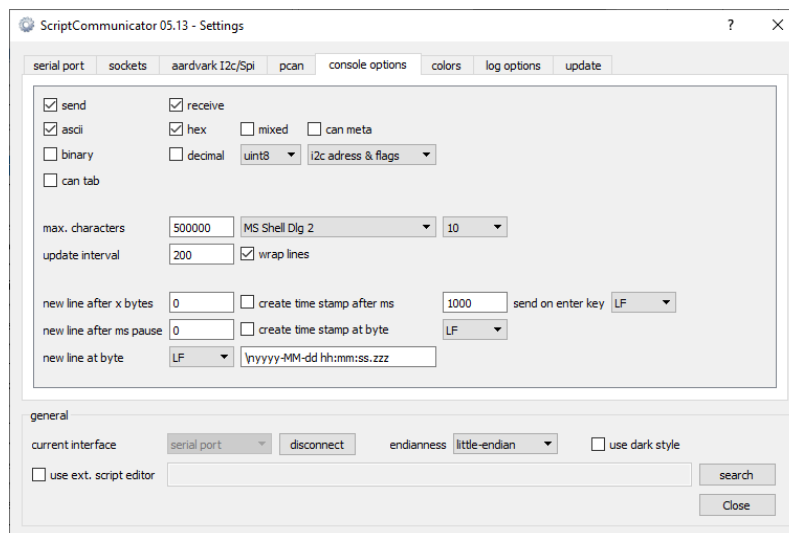 ScriptCommunicator 05.13 - Settings
serial port sockets aardvark I2c/Spi pcan console options colors log options update
send receive
ascii hex mixed can meta
binary decimal uint8 i2c adress & flags
can tab
max. characters 500000 MS Shell Dlg 2 10
update interval 200 wrap lines
new line after x bytes 0 create time stamp after ms 1000 send on enter key LF
new line after ms pause 0 create time stamp at byte LF
new line at byte LF \nyyyy-MM-dd hh:mm:ss.zzz
general
current interface serial port disconnect endianness little-endian use dark style
use ext. script editor search
Close